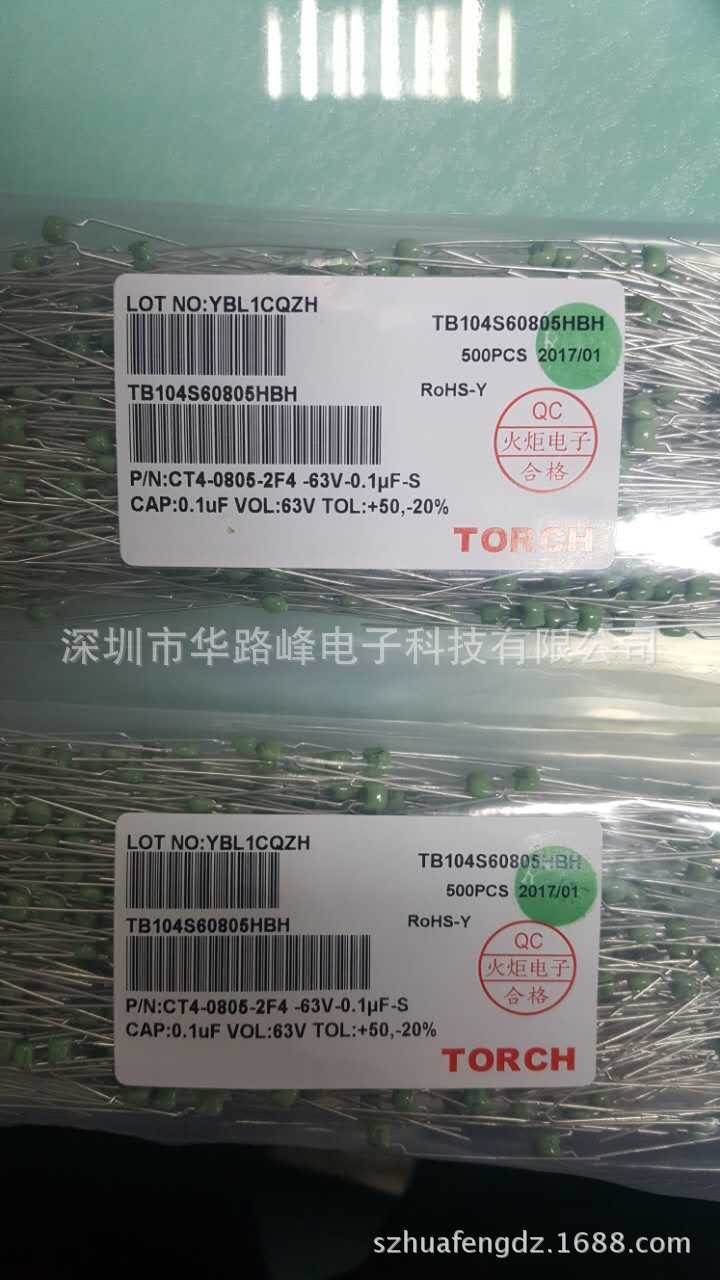 LOT NO:YBL1CQZH
TB104S60805HBH
500PCS 2017/01
TB104S60805HBH
RoHS-Y
QC
火炬电子
合格
P/N:CT4-0805-2F4 -63V-0.1µF-S
CAP:0.1uF VOL:63V TOL:+50,-20%
TORCH
深圳市华路峰电子科技有限公司
LOT NO:YBL1CQZH
TB104S60805HBH
500PCS 2017/01
TB104S60805HBH
RoHS-Y
QC
火炬电子
合格
P/N:CT4-0805-2F4 -63V-0.1µF-S
CAP:0.1uF VOL:63V TOL:+50,-20%
TORCH
szhuafengdz.1688.com